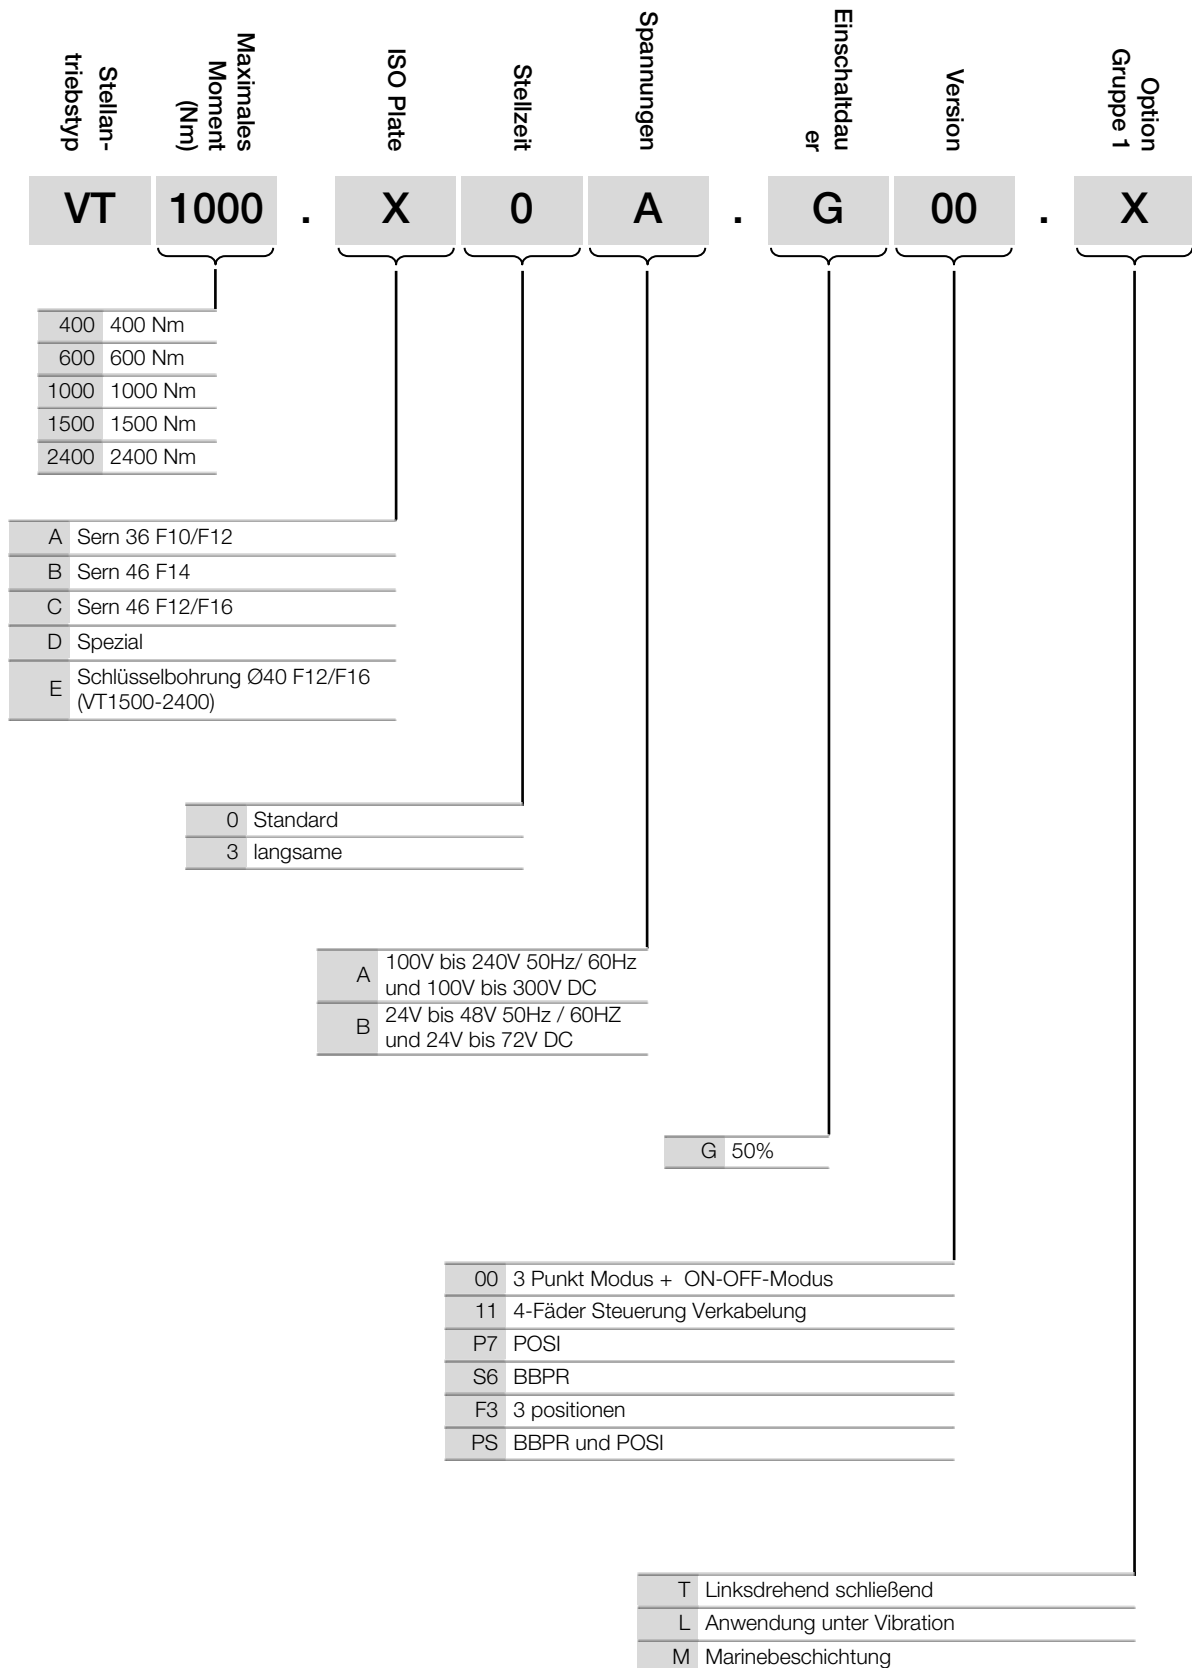 Stellan-
triebstyp
Maximales
Moment
(Nm)
ISO Plate
Stellzeit
Spannungen
Einschaltdau
er
Version
Option
Gruppe 1
VT 1000 . X 0 A . G 00 . X
400 400 Nm
600 600 Nm
1000 1000 Nm
1500 1500 Nm
2400 2400 Nm
A Sern 36 F10/F12
B Sern 46 F14
C Sern 46 F12/F16
D Spezial
E Schlüsselbohrung Ø40 F12/F16
(VT1500-2400)
0 Standard
3 langsame
A 100V bis 240V 50Hz/ 60Hz
und 100V bis 300V DC
B 24V bis 48V 50Hz / 60HZ
und 24V bis 72V DC
G 50%
00 3 Punkt Modus + ON-OFF-Modus
11 4-Fäder Steuerung Verkabelung
P7 POSI
S6 BBPR
F3 3 positionen
PS BBPR und POSI
T Linksdrehend schließend
L Anwendung unter Vibration
M Marinebeschichtung